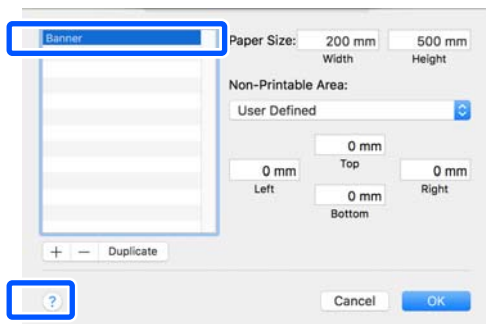 Banner
Paper Size: 200 mm 500 mm
Width Height
Non-Printable Area:
User Defined
0 mm
Top
0 mm 0 mm
Left Right
0 mm
Bottom
+ − Duplicate
? Cancel OK